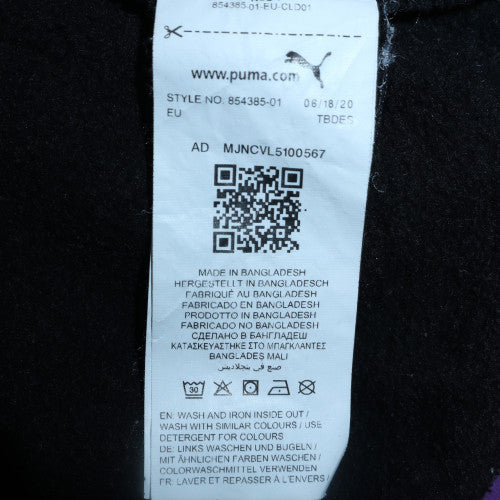 854385-01-EU-CLD01
www.puma.com
STYLE NO. 854385-01 06/18/20
EU TBDES
AD MJNCVL5100567
MADE IN BANGLADESH
HERGESTELLT IN BANGLADESCH
FABRIQUÉ AU BANGLADESH
FABRICADO EN BANGLADESH
PRODOTTO IN BANGLADESH
FABRICADO NO BANGLADESH
СДЕЛАНО В БАНГЛАДЕШ
ΚΑΤΑΣΚΕΥΑΣΤΗΚΕ ΣΤΟ ΜΠΑΓΚΛΑΝΤΕΣ
BANGLADEŞ MALI
صنع في بنجلاديش
30
EN: WASH AND IRON INSIDE OUT /
WASH WITH SIMILAR COLOURS / USE
DETERGENT FOR COLOURS
DE: LINKS WASCHEN UND BÜGELN /
MIT ÄHNLICHEN FARBEN WASCHEN /
COLORWASCHMITTEL VERWENDEN
FR: LAVER ET REPASSER À L'ENVERS /